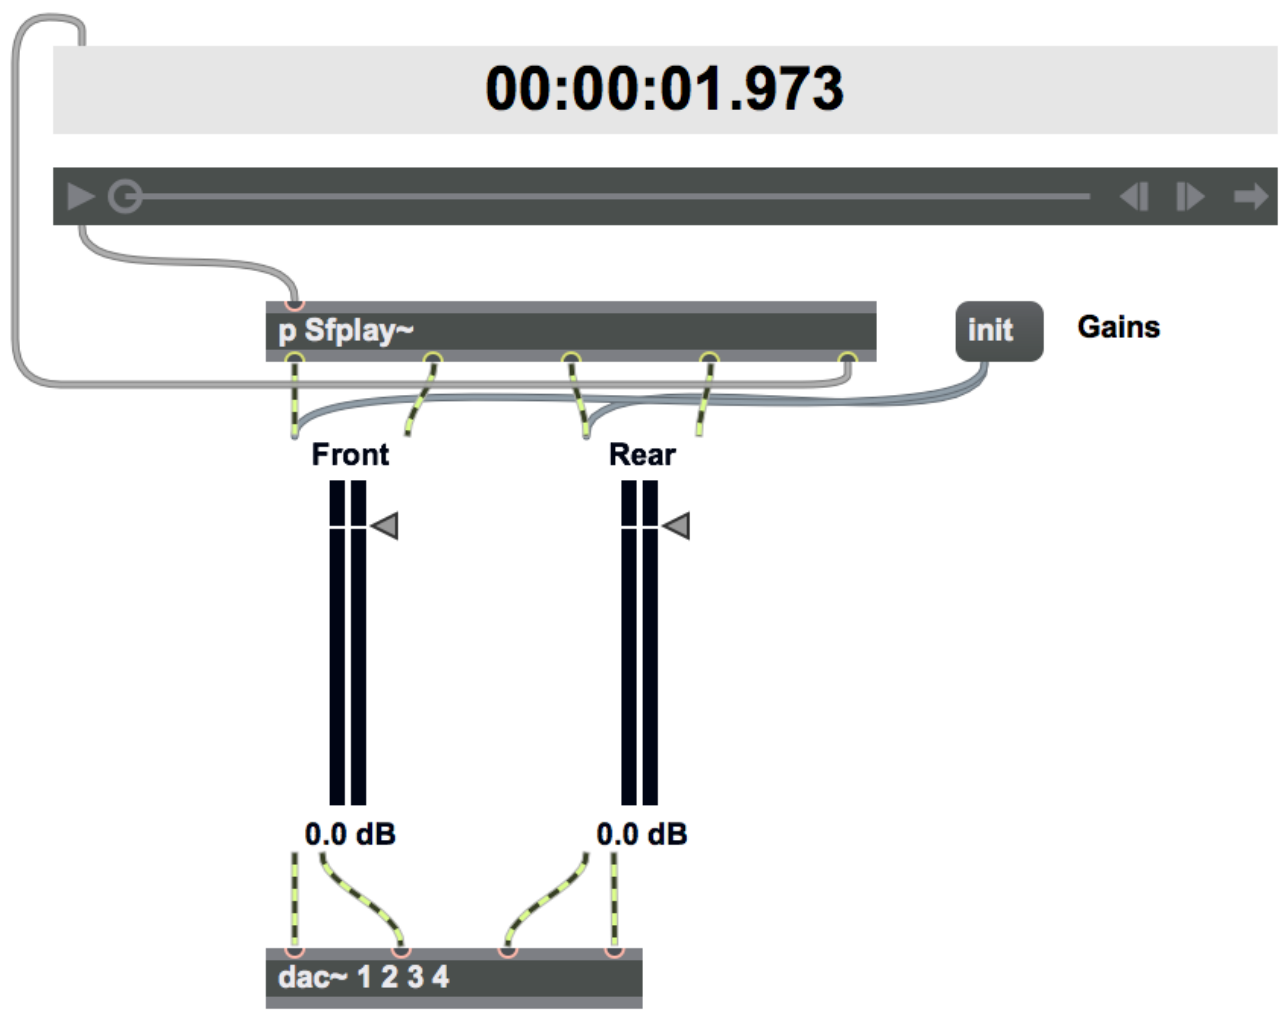 00:00:01.973
p Sfplay~
init
Gains
Front
Rear
0.0 dB
0.0 dB
dac~ 1 2 3 4